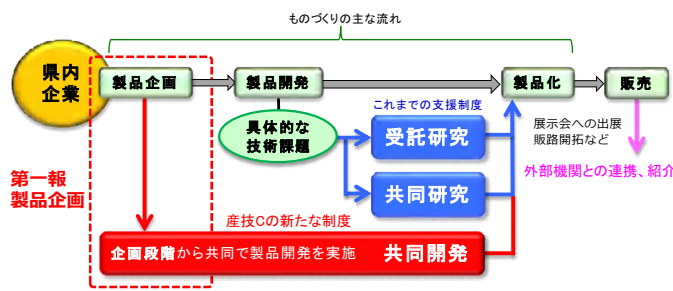 ものづくりの主な流れ
県内
企業
製品企画
製品開発
製品化
販売
具体的な
技術課題
これまでの支援制度
受託研究
共同研究
展示会への出展
販路開拓など
外部機関との連携、紹介
第一報
製品企画
産技Cの新たな制度
企画段階から共同で製品開発を実施 共同開発